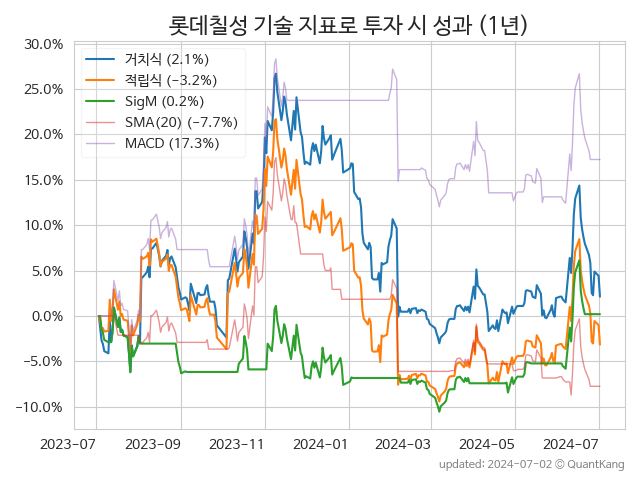 롯데칠성 기술 지표로 투자 시 성과 (1년)
30.0%
25.0%
20.0%
15.0%
10.0%
5.0%
0.0%
−5.0%
−10.0%
거치식 (2.1%)
적립식 (−3.2%)
SigM (0.2%)
SMA(20) (−7.7%)
MACD (17.3%)
2023-07 2023-09 2023-11 2024-01 2024-03 2024-05 2024-07
updated: 2024-07-02 © QuantKang